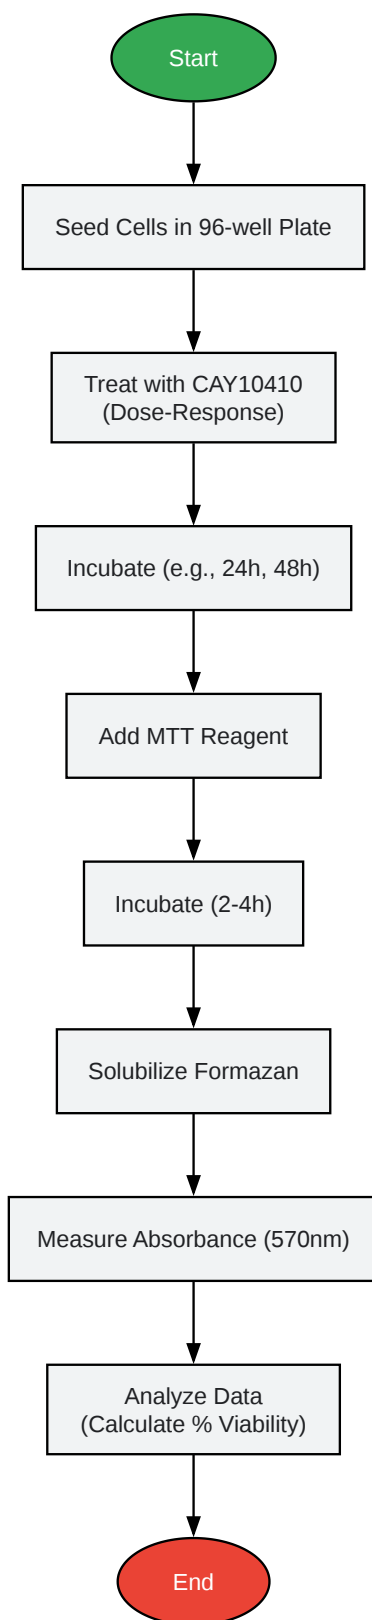 Start
Seed Cells in 96-well Plate
Treat with CAY10410
(Dose-Response)
Incubate (e.g., 24h, 48h)
Add MTT Reagent
Incubate (2-4h)
Solubilize Formazan
Measure Absorbance (570nm)
Analyze Data
(Calculate % Viability)
End